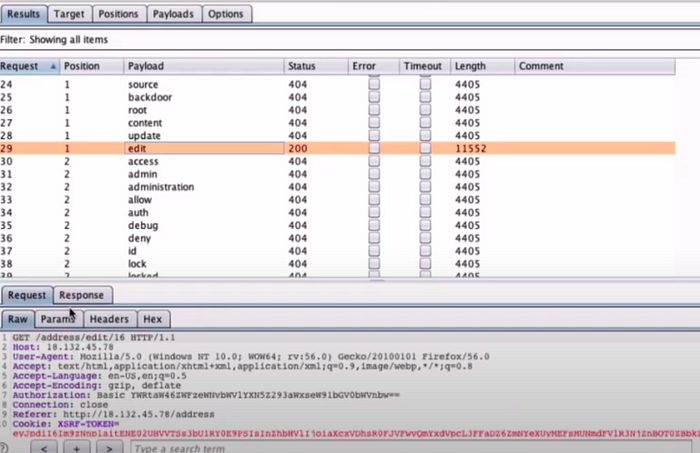 Results Target Positions Payloads Options
Filter: Showing all items
Request Position Payload Status Error Timeout Length Comment
24 1 source 404 4405
25 1 backdoor 404 4405
26 1 root 404 4405
27 1 content 404 4405
28 1 update 404 4405
29 1 edit 200 11552
30 2 access 404 4405
31 2 admin 404 4405
32 2 administration 404 4405
33 2 allow 404 4405
34 2 auth 404 4405
35 2 debug 404 4405
36 2 deny 404 4405
37 2 id 404 4405
38 2 lock 404 4405
39 2 locked 404 4405
Request Response
Raw Params Headers Hex
1 GET /address/edit/16 HTTP/1.1
2 Host: 18.132.45.78
3 User-Agent: Mozilla/5.0 (Windows NT 10.0; WOW64; rv:56.0) Gecko/20100101 Firefox/56.0
4 Accept: text/html,application/xhtml+xml,application/xml;q=0.9,image/webp,*/*;q=0.8
5 Accept-Language: en-US,en;q=0.5
6 Accept-Encoding: gzip, deflate
7 Authorization: Basic
8 Connection: close
9 Referer: http://18.132.45.78/address
0 Cookie: XSRF-TOKEN=
? < + > Type a search term